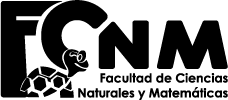 FCNM
Facultad de Ciencias
Naturales y Matemáticas